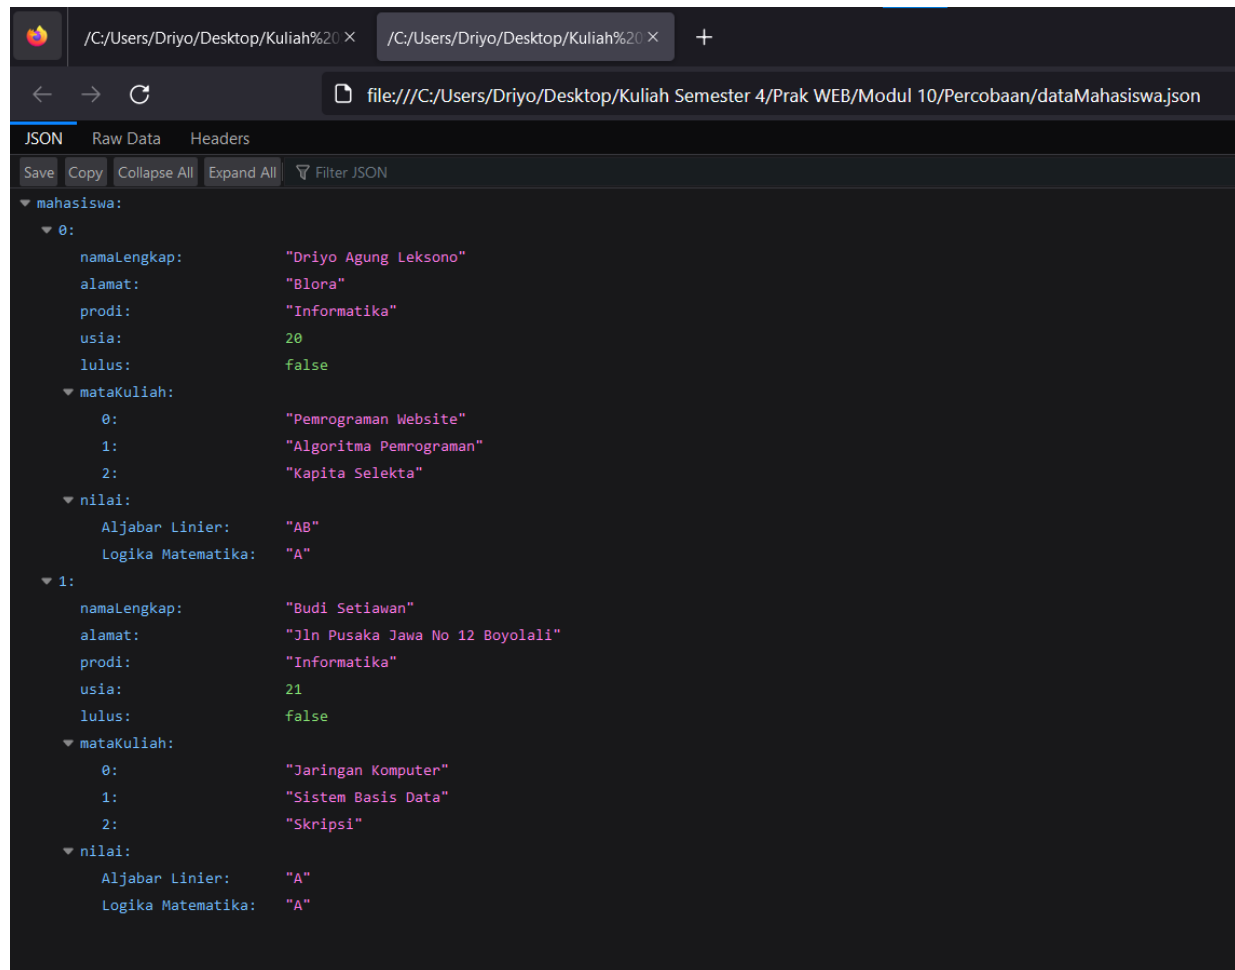 /C:/Users/Driyo/Desktop/Kuliah%20 /C:/Users/Driyo/Desktop/Kuliah%20
file:///C:/Users/Driyo/Desktop/Kuliah Semester 4/Prak WEB/Modul 10/Percobaan/dataMahasiswa.json
JSON Raw Data Headers
Save Copy Collapse All Expand All Filter JSON
mahasiswa:
0:
namaLengkap: "Driyo Agung Leksono"
alamat: "Blora"
prodi: "Informatika"
usia: 20
lulus: false
mataKuliah:
0: "Pemrograman Website"
1: "Algoritma Pemrograman"
2: "Kapita Selekta"
nilai:
Aljabar Linier: "AB"
Logika Matematika: "A"
1:
namaLengkap: "Budi Setiawan"
alamat: "Jln Pusaka Jawa No 12 Boyolali"
prodi: "Informatika"
usia: 21
lulus: false
mataKuliah:
0: "Jaringan Komputer"
1: "Sistem Basis Data"
2: "Skripsi"
nilai:
Aljabar Linier: "A"
Logika Matematika: "A"